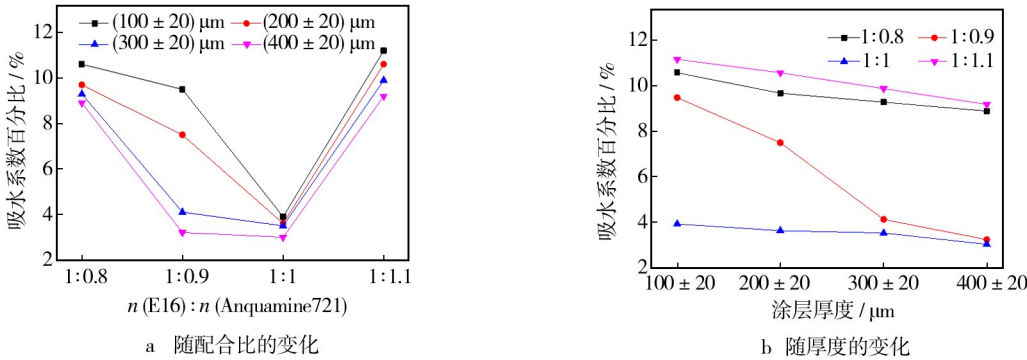 (100 ± 20) μm
(200 ± 20) μm
(300 ± 20) μm
(400 ± 20) μm
吸水系数百分比 / %
12
10
8
6
4
2
1∶0.8
1∶0.9
1∶1
1∶1.1
n (E16) ∶ n (Anquamine721)
a 随配合比的变化
1∶0.8
1∶0.9
1∶1
1∶1.1
吸水系数百分比 / %
12
10
8
6
4
2
100 ± 20
200 ± 20
300 ± 20
400 ± 20
涂层厚度 / μm
b 随厚度的变化